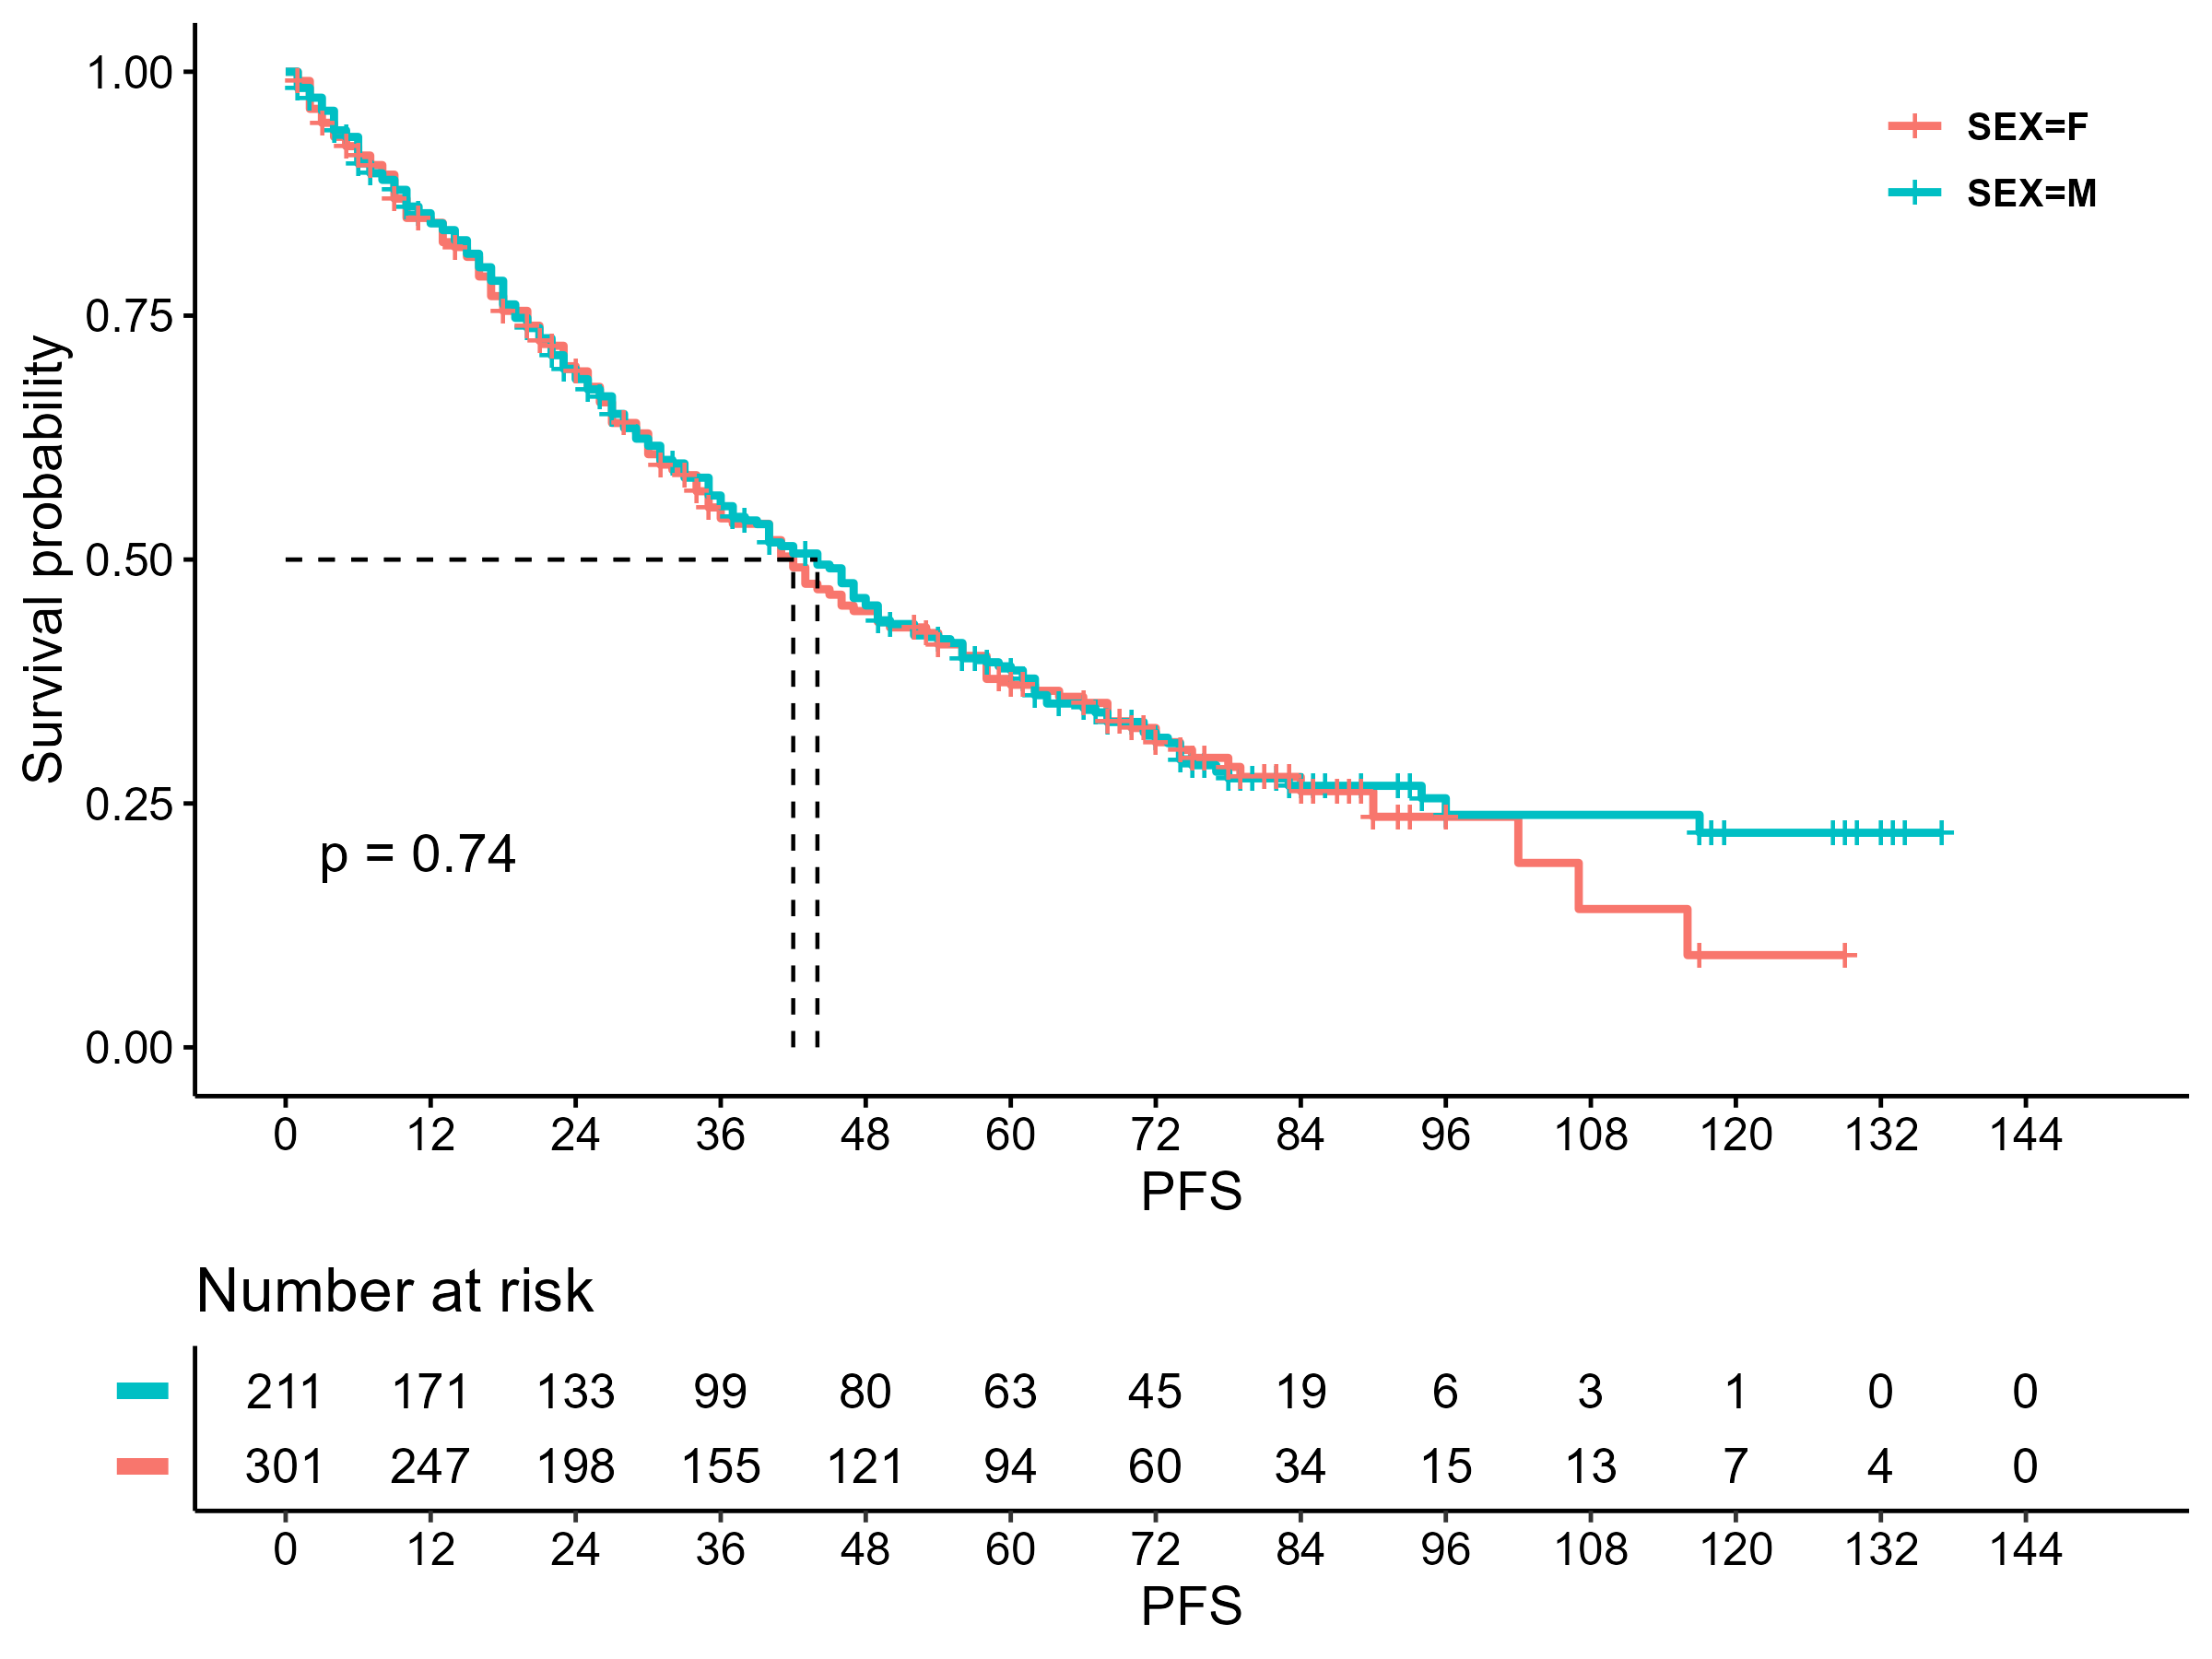 1.00
0.75
0.50
0.25
0.00
Survival probability
SEX=F
SEX=M
p = 0.74
0 12 24 36 48 60 72 84 96 108 120 132 144
PFS
Number at risk
211 171 133 99 80 63 45 19 6 3 1 0 0
301 247 198 155 121 94 60 34 15 13 7 4 0
0 12 24 36 48 60 72 84 96 108 120 132 144
PFS